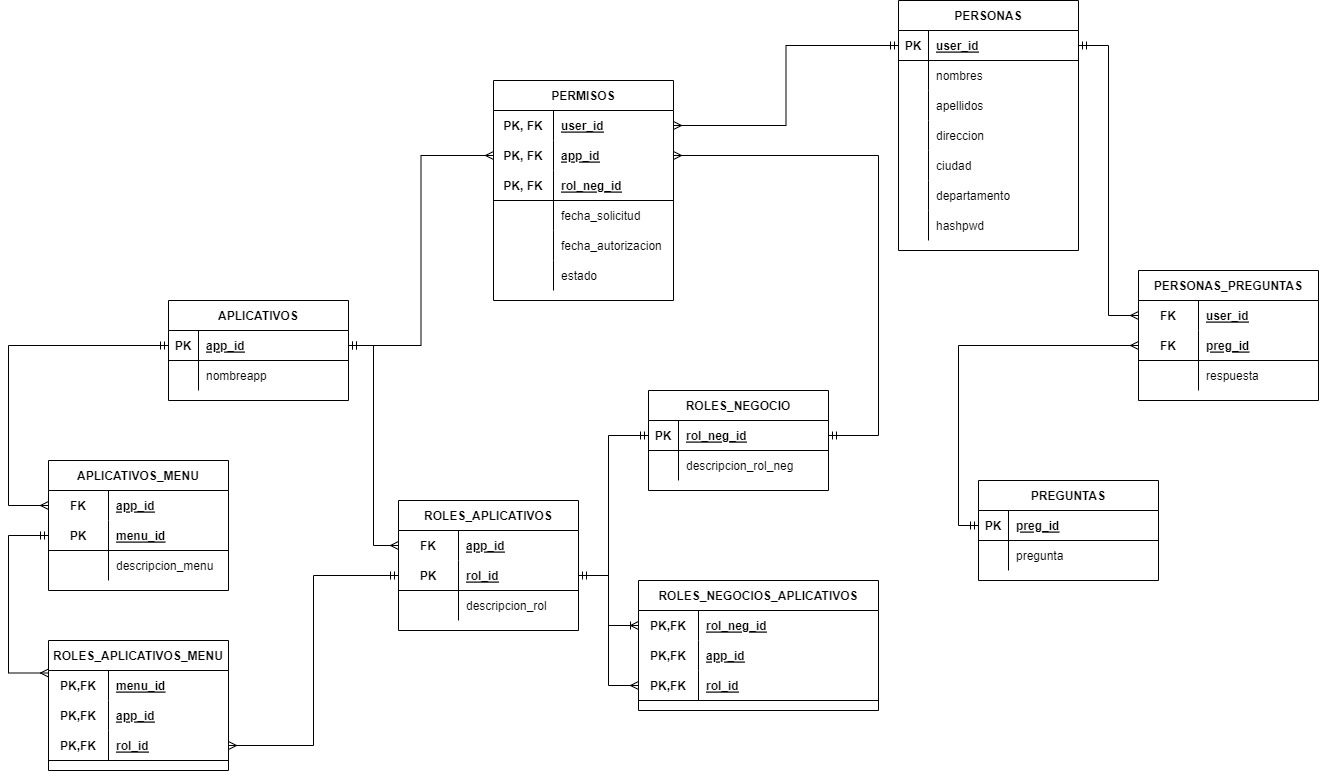 PERSONAS
PK user_id
nombres
apellidos
direccion
ciudad
departamento
hashpwd
PERMISOS
PK, FK user_id
PK, FK app_id
PK, FK rol_neg_id
fecha_solicitud
fecha_autorizacion
estado
PERSONAS_PREGUNTAS
FK user_id
FK preg_id
respuesta
APLICATIVOS
PK app_id
nombreapp
ROLES_NEGOCIO
PK rol_neg_id
descripcion_rol_neg
APLICATIVOS_MENU
FK app_id
PK menu_id
descripcion_menu
PREGUNTAS
PK preg_id
pregunta
ROLES_APLICATIVOS
FK app_id
PK rol_id
descripcion_rol
ROLES_NEGOCIOS_APLICATIVOS
PK,FK rol_neg_id
PK,FK app_id
PK,FK rol_id
ROLES_APLICATIVOS_MENU
PK,FK menu_id
PK,FK app_id
PK,FK rol_id